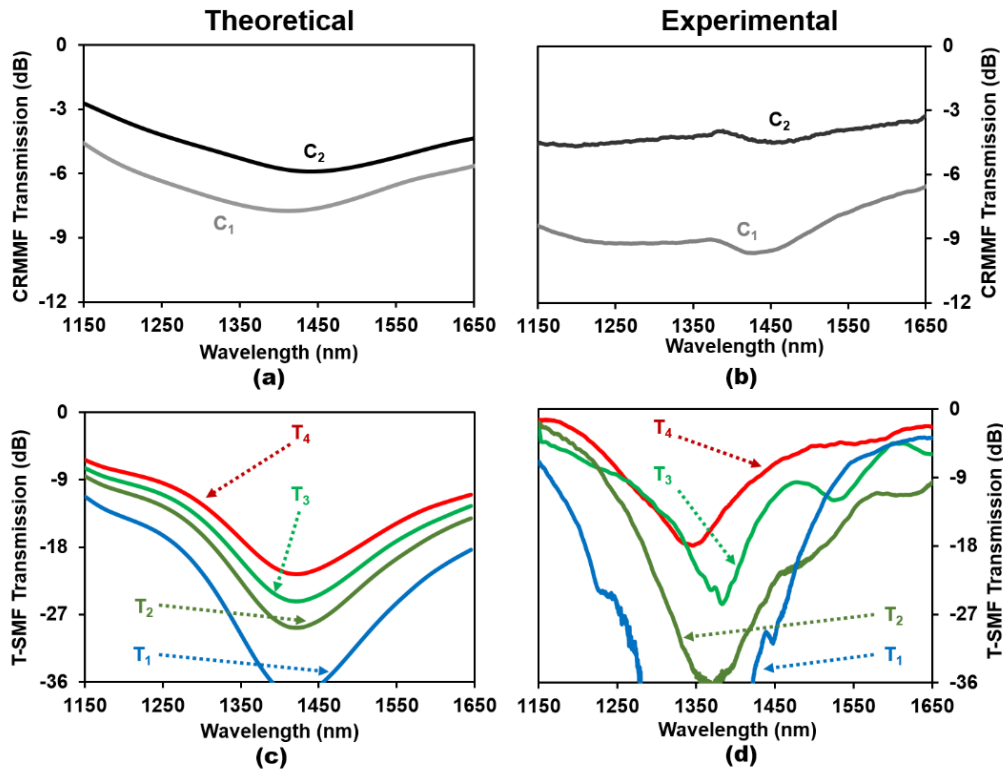 Theoretical
Experimental
CRMMF Transmission (dB)
0
-3
-6
-9
-12
C2
C1
1150 1250 1350 1450 1550 1650
Wavelength (nm)
(a)
0
-3
-6
-9
-12
CRMMF Transmission (dB)
C2
C1
1150 1250 1350 1450 1550 1650
Wavelength (nm)
(b)
T-SMF Transmission (dB)
0
-9
-18
-27
-36
T4
T3
T2
T1
1150 1250 1350 1450 1550 1650
Wavelength (nm)
(c)
0
-9
-18
-27
-36
T-SMF Transmission (dB)
T4
T3
T2
T1
1150 1250 1350 1450 1550 1650
Wavelength (nm)
(d)